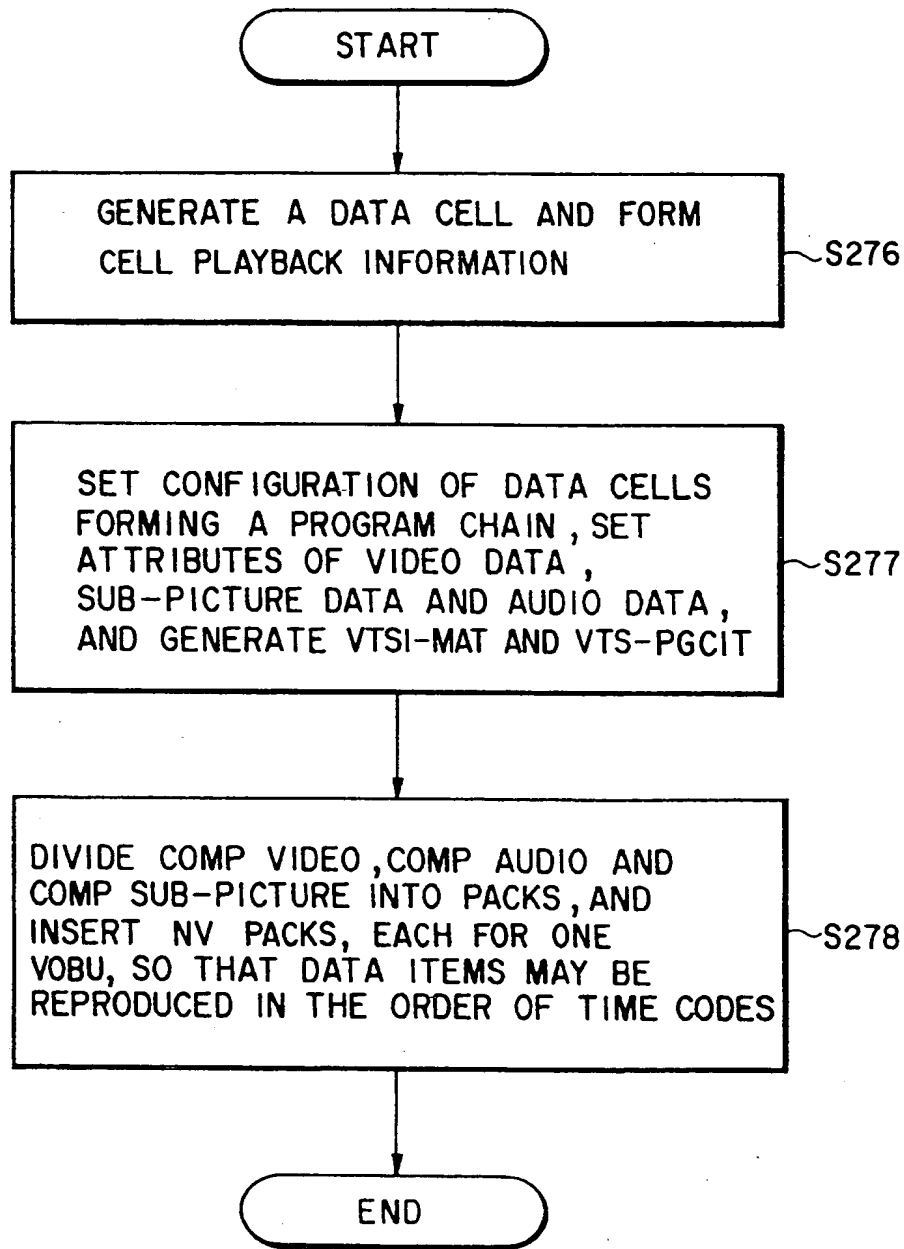 START
GENERATE A DATA CELL AND FORM
CELL PLAYBACK INFORMATION
S276
SET CONFIGURATION OF DATA CELLS
FORMING A PROGRAM CHAIN, SET
ATTRIBUTES OF VIDEO DATA,
SUB-PICTURE DATA AND AUDIO DATA,
AND GENERATE VTSI-MAT AND VTS-PGCIT
S277
DIVIDE COMP VIDEO, COMP AUDIO AND
COMP SUB-PICTURE INTO PACKS, AND
INSERT NV PACKS, EACH FOR ONE
VOBU, SO THAT DATA ITEMS MAY BE
REPRODUCED IN THE ORDER OF TIME CODES
S278
END